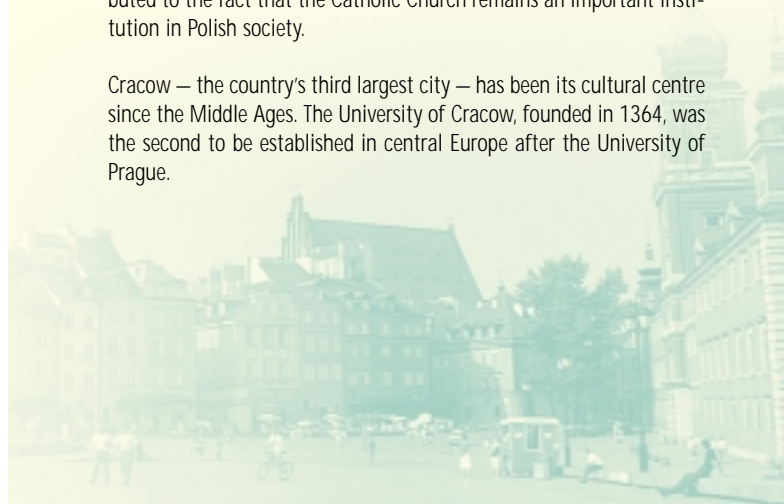 buted to the fact that the Catholic Church remains an important insti-
tution in Polish society.
Cracow – the country's third largest city – has been its cultural centre
since the Middle Ages. The University of Cracow, founded in 1364, was
the second to be established in central Europe after the University of
Prague.